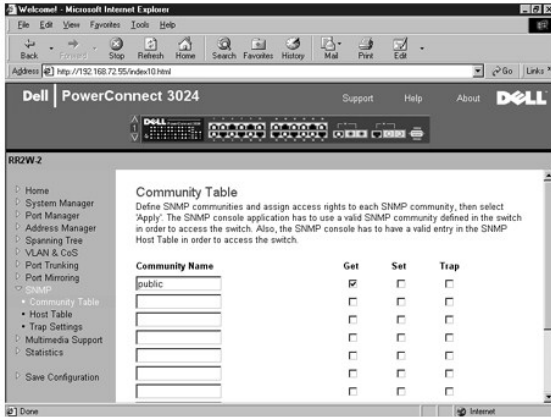 Welcome! - Microsoft Internet Explorer
File Edit View Favorites Tools Help
Back Forward Stop Refresh Home Search Favorites History Mail Print Edit
Address http://192.168.72.55/index10.html Go Links »
Dell | PowerConnect 3024 Support Help About DELL
1
DELL
RR2W-2
Home
System Manager
Port Manager
Address Manager
Spanning Tree
VLAN & CoS
Port Trunking
Port Mirroring
SNMP
• Community Table
• Host Table
• Trap Settings
Multimedia Support
Statistics
Save Configuration
Community Table
Define SNMP communities and assign access rights to each SNMP community, then select
'Apply'. The SNMP console application has to use a valid SNMP community defined in the switch
in order to access the switch. Also, the SNMP console has to have a valid entry in the SNMP
Host Table in order to access the switch.
Community Name Get Set Trap
public
Done Internet